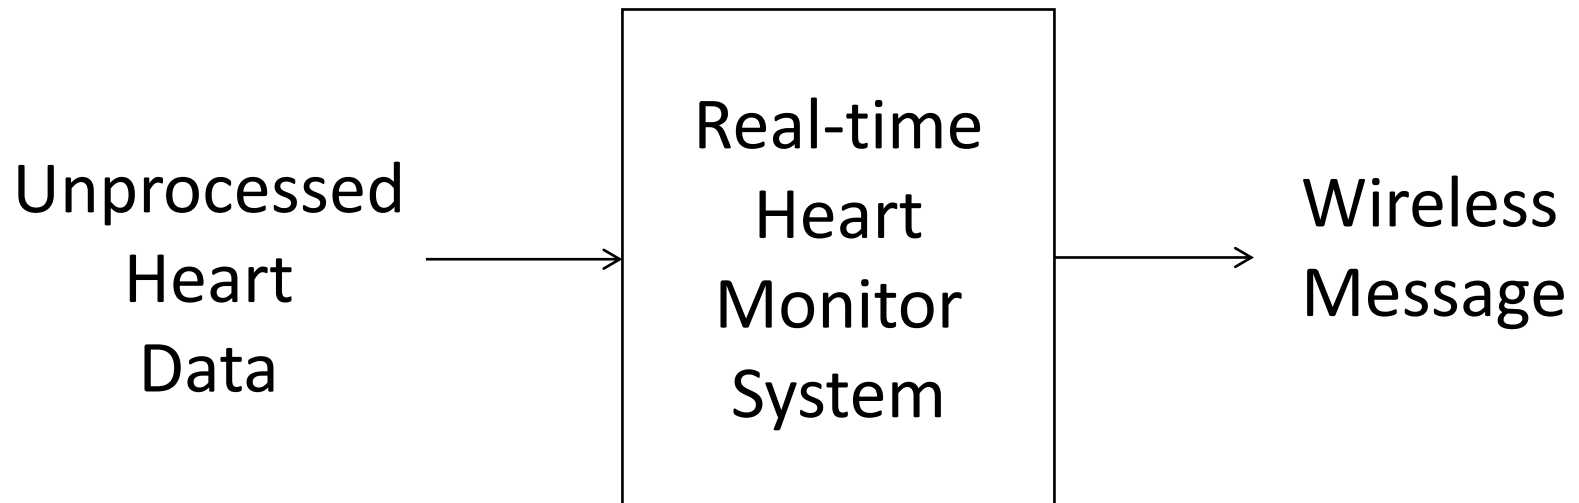 Unprocessed
Heart
Data
Real-time
Heart
Monitor
System
Wireless
Message